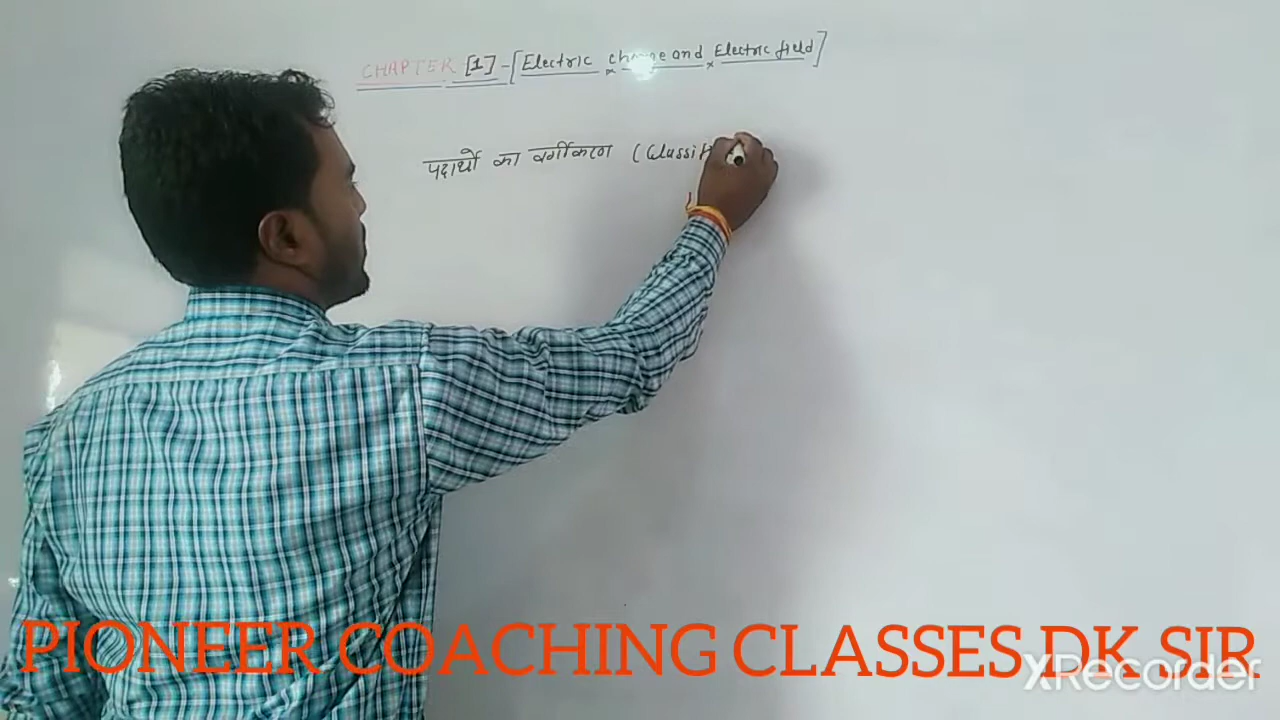 CHAPTER [1] - [Electric charge and Electric field]
पदार्थो का वर्गीकरण (Classif
PIONEER COACHING CLASSES DK SIR
XRecorder